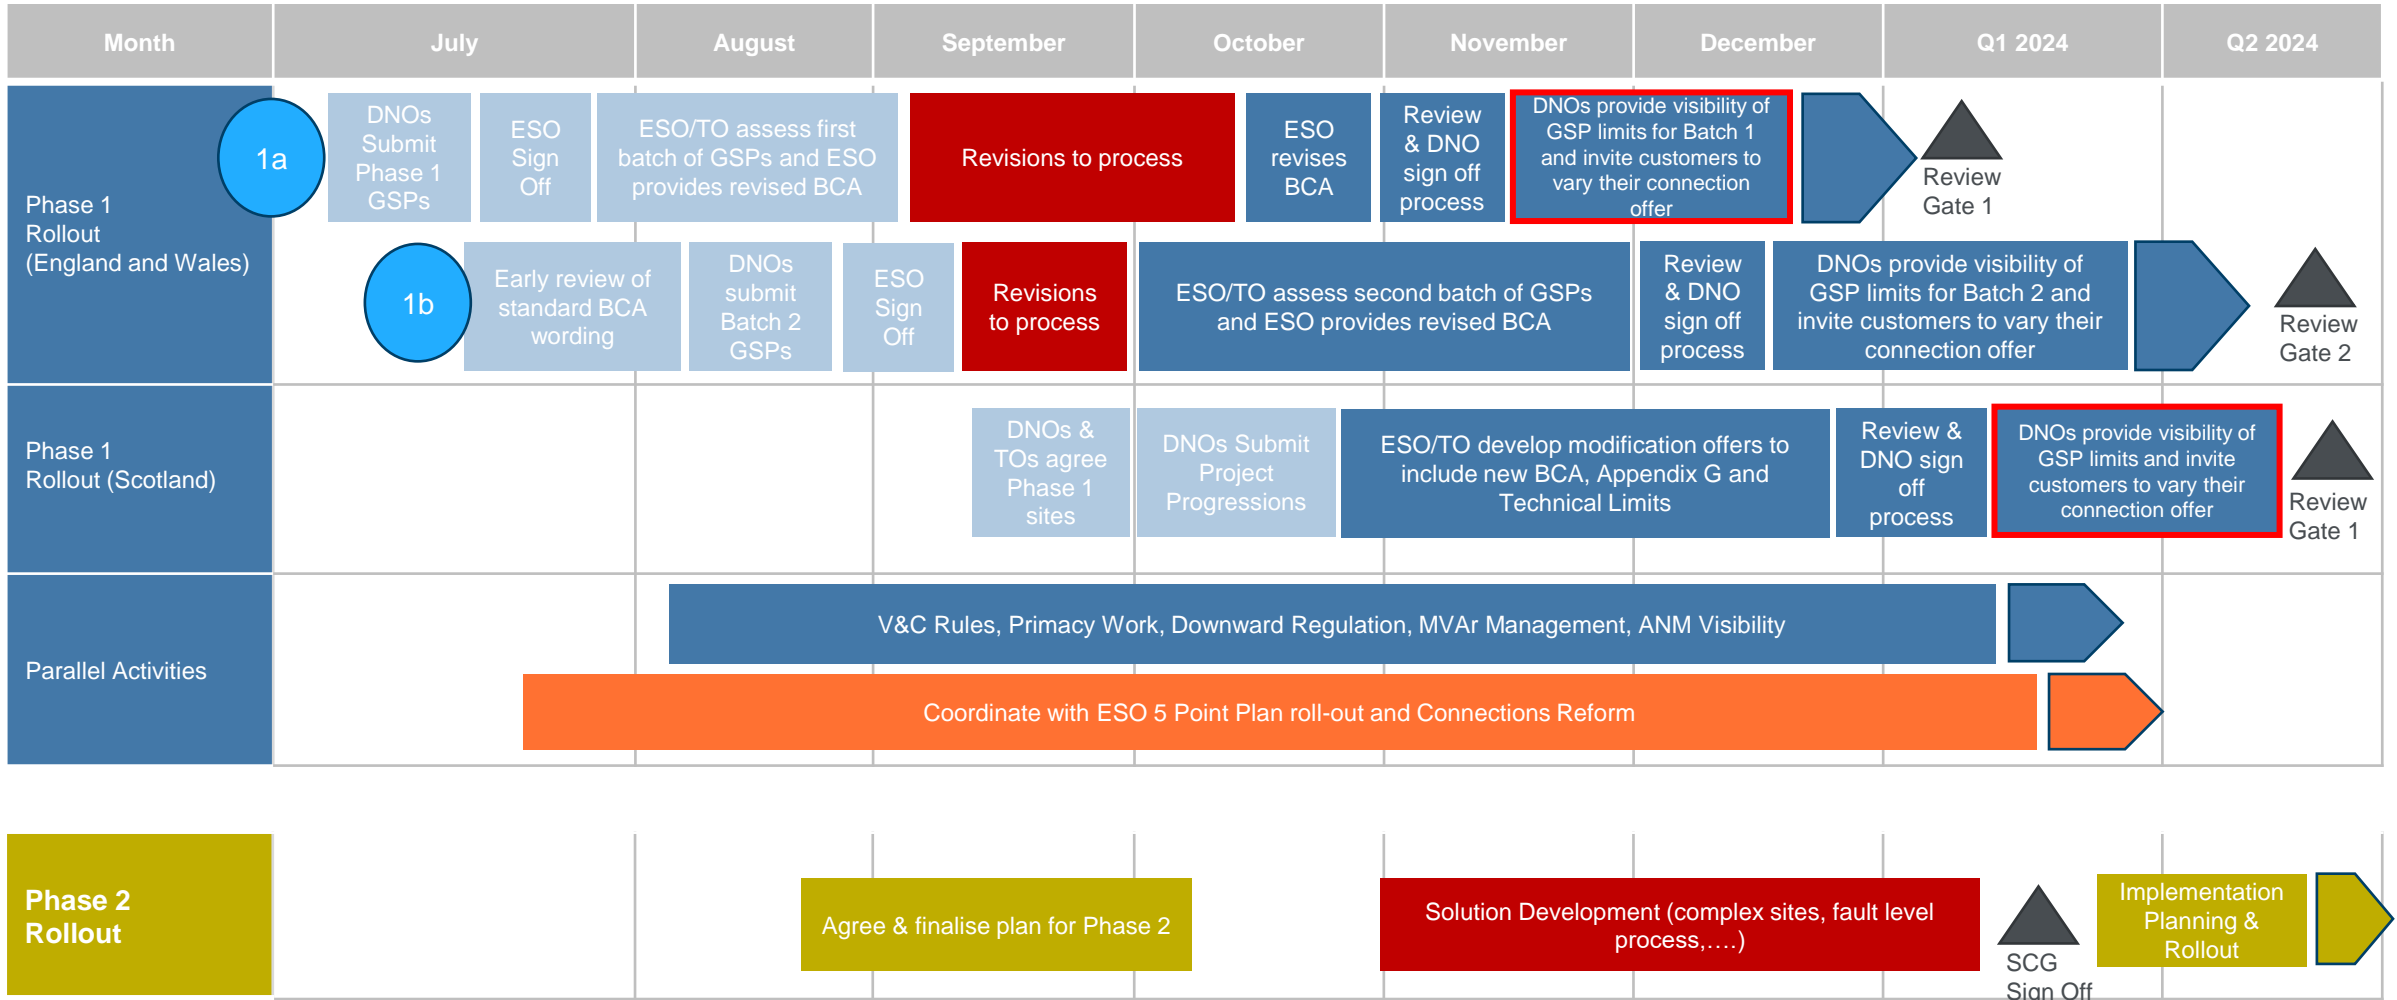 Month
July
August
September
October
November
December
Q1 2024
Q2 2024
Phase 1
Rollout
(England and Wales)
1a
DNOs
Submit
Phase 1
GSPs
ESO
Sign
Off
ESO/TO assess first
batch of GSPs and ESO
provides revised BCA
Revisions to process
ESO
revises
BCA
Review
& DNO
sign off
process
DNOs provide visibility of
GSP limits for Batch 1
and invite customers to
vary their connection
offer
Review
Gate 1
1b
Early review of
standard BCA
wording
DNOs
submit
Batch 2
GSPs
ESO
Sign
Off
Revisions
to process
ESO/TO assess second batch of GSPs
and ESO provides revised BCA
Review
& DNO
sign off
process
DNOs provide visibility of
GSP limits for Batch 2 and
invite customers to vary their
connection offer
Review
Gate 2
Phase 1
Rollout (Scotland)
DNOs &
TOs agree
Phase 1
sites
DNOs Submit
Project
Progressions
ESO/TO develop modification offers to
include new BCA, Appendix G and
Technical Limits
Review &
DNO sign
off
process
DNOs provide visibility of
GSP limits and invite
customers to vary their
connection offer
Review
Gate 1
Parallel Activities
V&C Rules, Primacy Work, Downward Regulation, MVAr Management, ANM Visibility
Coordinate with ESO 5 Point Plan roll-out and Connections Reform
Phase 2
Rollout
Agree & finalise plan for Phase 2
Solution Development (complex sites, fault level
process,….)
SCG
Sign Off
Implementation
Planning &
Rollout